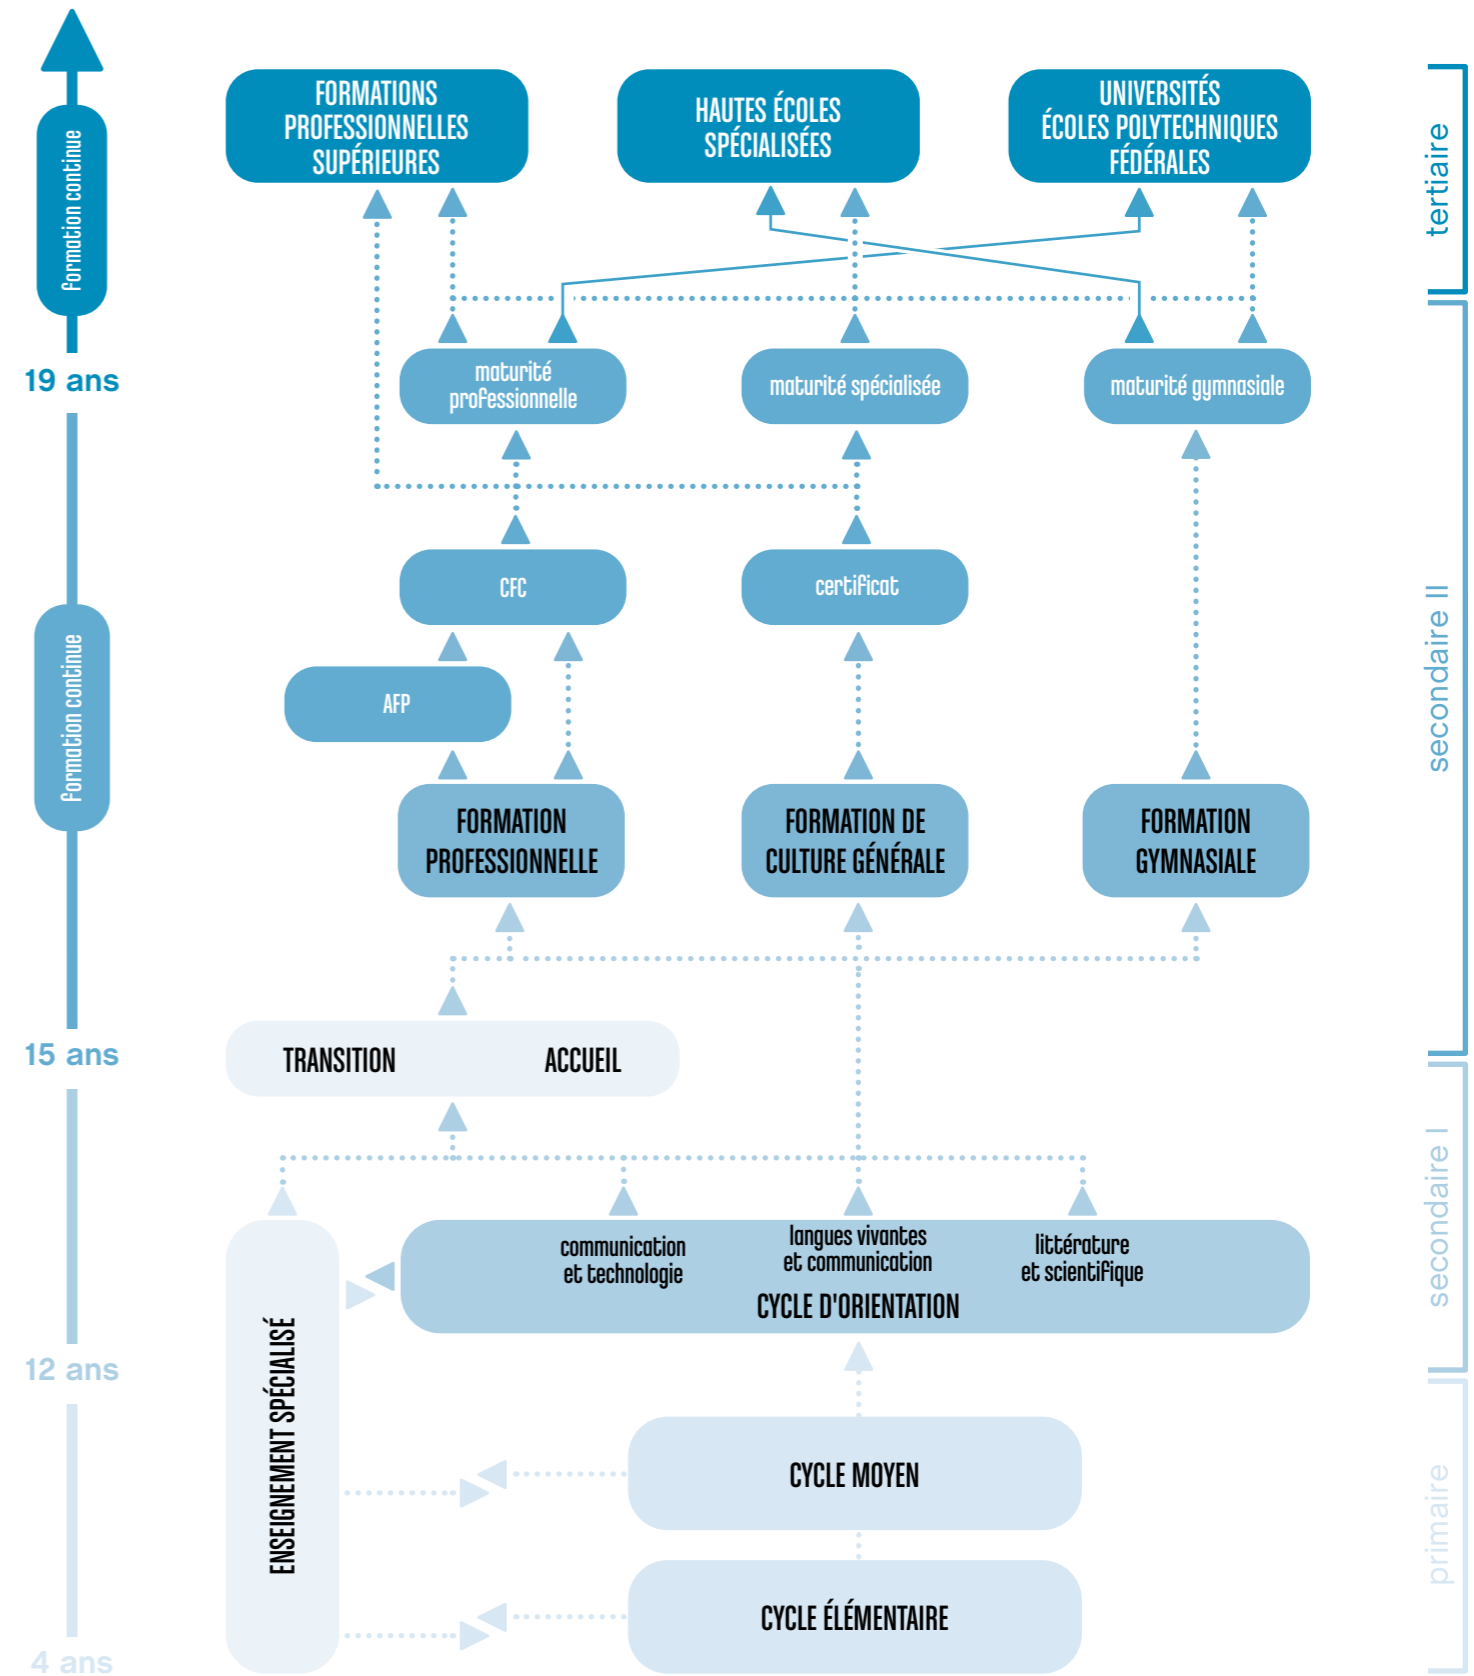 FORMATIONS
PROFESSIONNELLES
SUPÉRIEURES
HAUTES ÉCOLES
SPÉCIALISÉES
UNIVERSITÉS
ÉCOLES POLYTECHNIQUES
FÉDÉRALES
formation continue
tertiaire
19 ans
maturité
professionnelle
maturité spécialisée
maturité gymnasiale
CFC
certificat
AFP
formation continue
secondaire II
FORMATION
PROFESSIONNELLE
FORMATION DE
CULTURE GÉNÉRALE
FORMATION
GYMNASIALE
15 ans
TRANSITION
ACCUEIL
secondaire I
communication
et technologie
langues vivantes
et communication
littérature
et scientifique
CYCLE D'ORIENTATION
12 ans
ENSEIGNEMENT SPÉCIALISÉ
CYCLE MOYEN
primaire
CYCLE ÉLÉMENTAIRE
4 ans